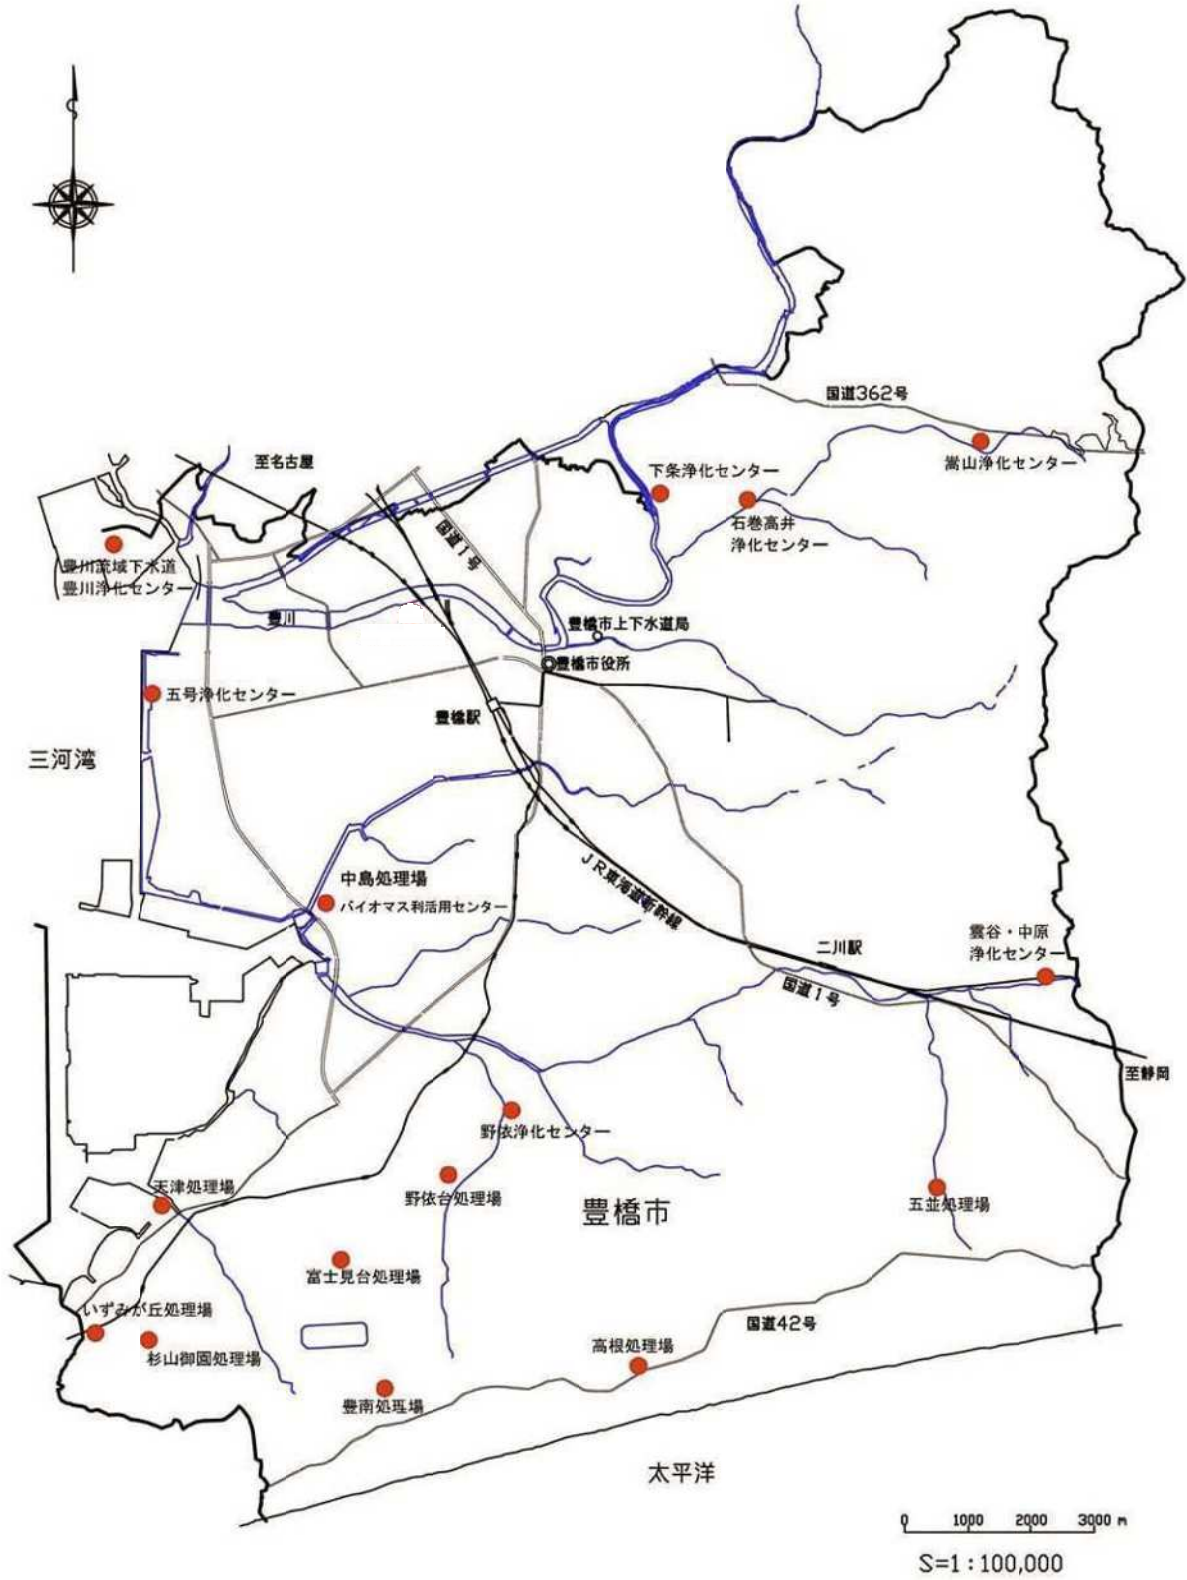 国道362号
至名古屋
嵩山浄化センター
下条浄化センター
石巻高井
浄化センター
国道1号
豊川流域下水道
豊川浄化センター
豊川
豊橋市上下水道局
豊橋市役所
五号浄化センター
豊橋駅
三河湾
JR東海道新幹線
中島処理場
バイオマス利活用センター
二川駅
雲谷・中原
浄化センター
国道1号
至静岡
野依浄化センター
天津処理場
野依台処理場
豊橋市
五並処理場
富士見台処理場
いずみが丘処理場
国道42号
杉山御園処理場
高根処理場
豊南処理場
太平洋
0 1000 2000 3000 m
S=1:100,000